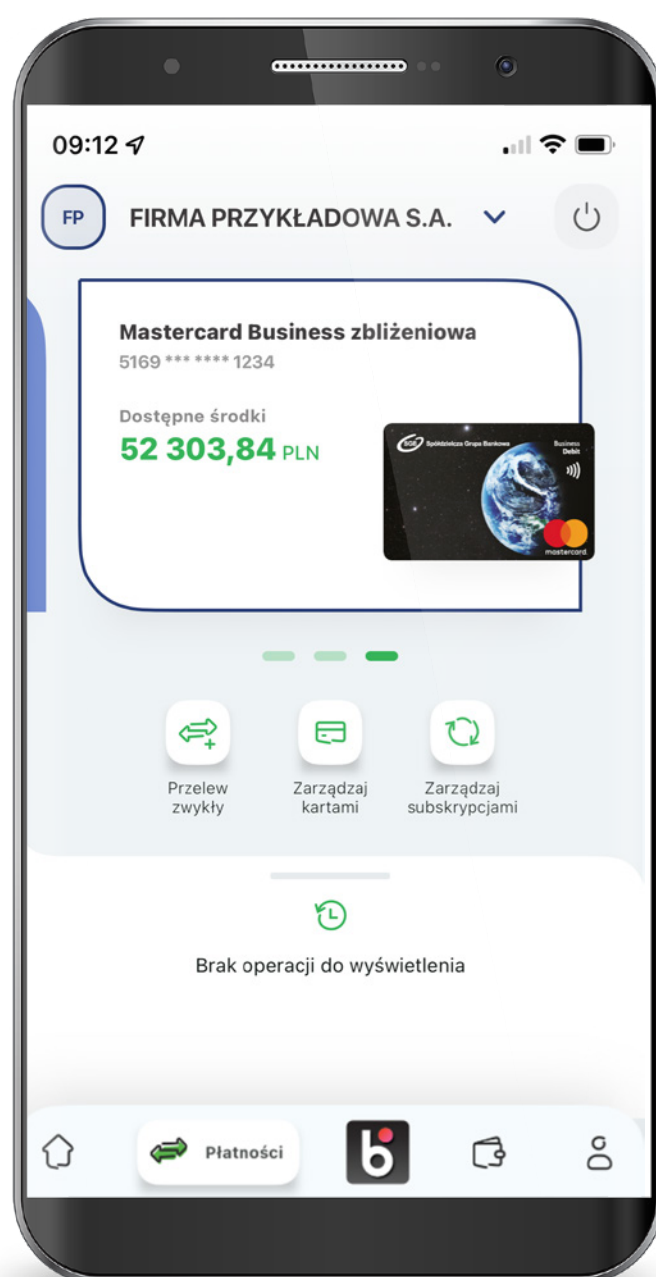 09:12
FP
FIRMA PRZYKŁADOWA S.A.
Mastercard Business zbliżeniowa
5169 *** **** 1234
Dostępne środki
52 303,84 PLN
SGB Spółdzielcza Grupa Bankowa
Business
Debit
mastercard
Przelew
zwykły
Zarządzaj
kartami
Zarządzaj
subskrypcjami
Brak operacji do wyświetlenia
Płatności
b